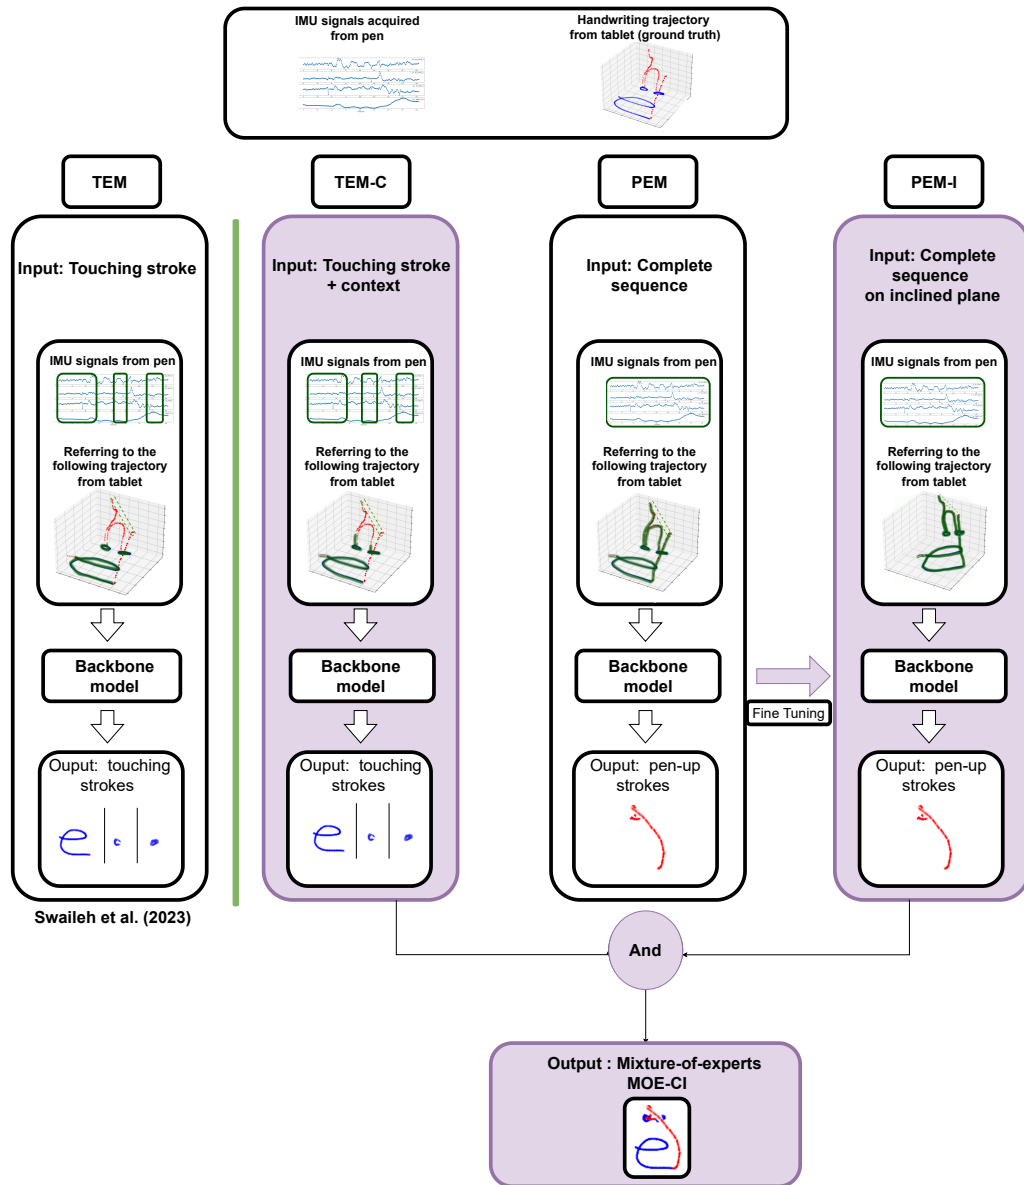 IMU signals acquired
from pen
Handwriting trajectory
from tablet (ground truth)
TEM
TEM-C
PEM
PEM-I
Input: Touching stroke
IMU signals from pen
Referring to the
following trajectory
from tablet
Backbone
model
Ouput: touching
strokes
Swaileh et al. (2023)
Input: Touching stroke
+ context
IMU signals from pen
Referring to the
following trajectory
from tablet
Backbone
model
Ouput: touching
strokes
Input: Complete
sequence
IMU signals from pen
Referring to the
following trajectory
from tablet
Backbone
model
Ouput: pen-up
strokes
Fine Tuning
Input: Complete
sequence
on inclined plane
IMU signals from pen
Referring to the
following trajectory
from tablet
Backbone
model
Ouput: pen-up
strokes
And
Output : Mixture-of-experts
MOE-CI